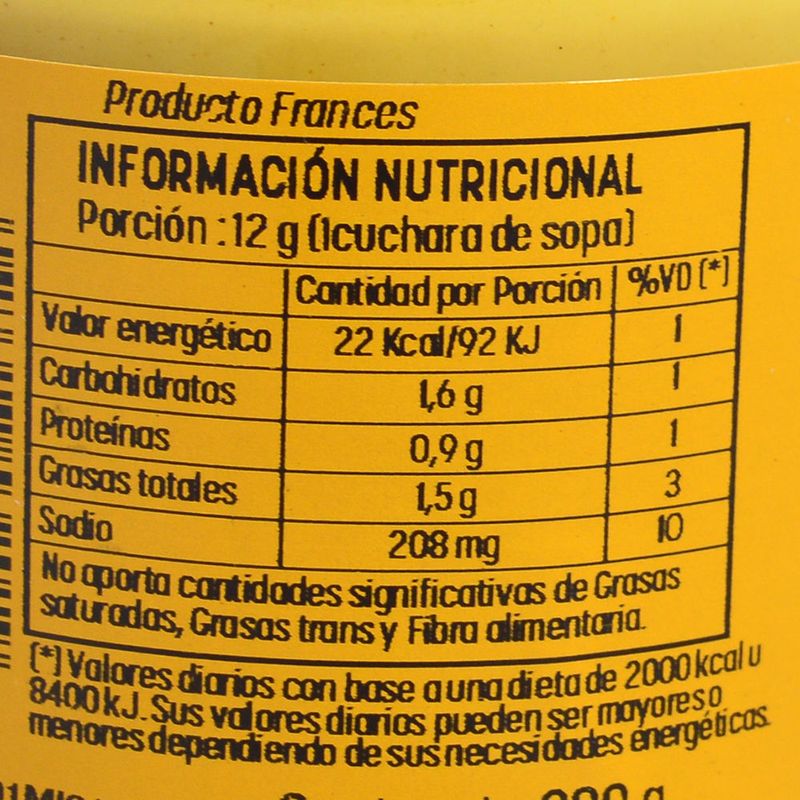 Producto Frances
INFORMACIÓN NUTRICIONAL
Porción :12 g (1cuchara de sopa)
Cantidad por Porción %VD (*)
Valor energético 22 Kcal/92 KJ 1
Carbohidratos 1,6 g 1
Proteínas 0,9 g 1
Grasas totales 1,5 g 3
Sodio 208 mg 10
No aporta cantidades significativas de Grasas
saturadas, Grasas trans y Fibra alimentaria.
(*) Valores diarios con base a una dieta de 2000 kcal u
8400 kJ. Sus valores diarios pueden ser mayores o
menores dependiendo de sus necesidades energéticas.